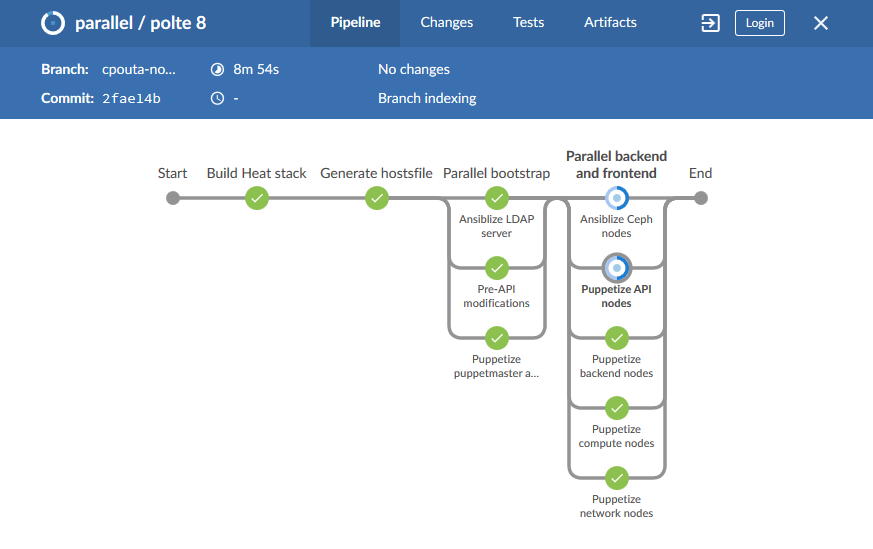 parallel / polte 8
Pipeline
Changes
Tests
Artifacts
Login
Branch: cpouta-no...
8m 54s
No changes
Commit: 2fae14b
-
Branch indexing
Start
Build Heat stack
Generate hostsfile
Parallel bootstrap
Parallel backend
and frontend
End
Ansiblize LDAP
server
Pre-API
modifications
Puppetize
puppetmaster a...
Ansiblize Ceph
nodes
Puppetize API
nodes
Puppetize
backend nodes
Puppetize
compute nodes
Puppetize
network nodes